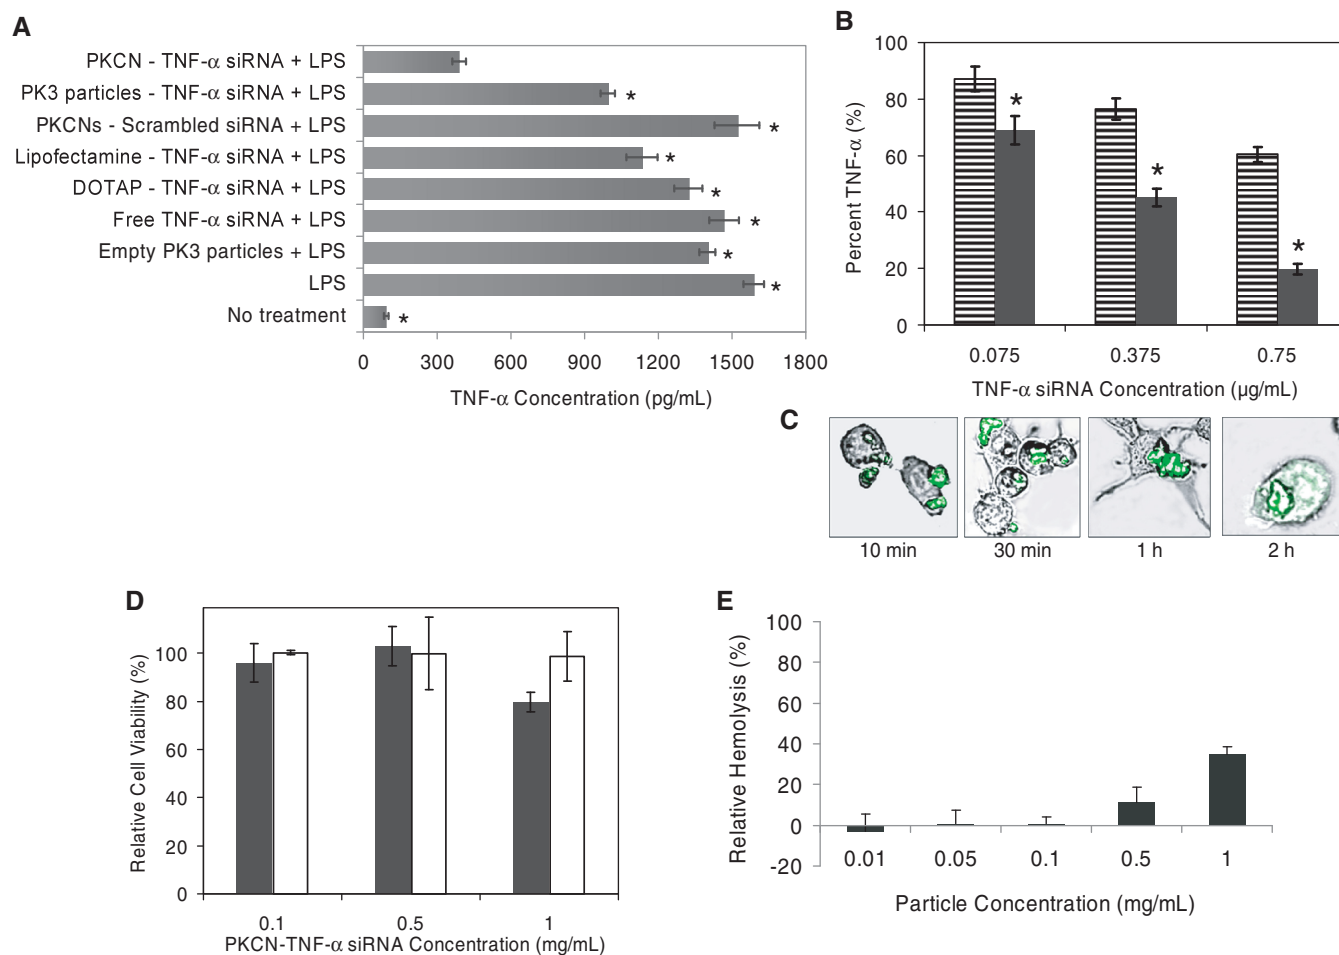 A
PKCN - TNF-α siRNA + LPS
PK3 particles - TNF-α siRNA + LPS
*
PKCNs - Scrambled siRNA + LPS
*
Lipofectamine - TNF-α siRNA + LPS
*
DOTAP - TNF-α siRNA + LPS
*
Free TNF-α siRNA + LPS
*
Empty PK3 particles + LPS
*
LPS
*
No treatment
*
0 300 600 900 1200 1500 1800
TNF-α Concentration (pg/mL)
B
Percent TNF-α (%)
100
80
60
40
20
0
*
*
*
0.075 0.375 0.75
TNF-α siRNA Concentration (µg/mL)
C
10 min 30 min 1 h 2 h
D
Relative Cell Viability (%)
100
80
60
40
20
0
0.1 0.5 1
PKCN-TNF-α siRNA Concentration (mg/mL)
E
Relative Hemolysis (%)
100
80
60
40
20
0
-20
0.01 0.05 0.1 0.5 1
Particle Concentration (mg/mL)